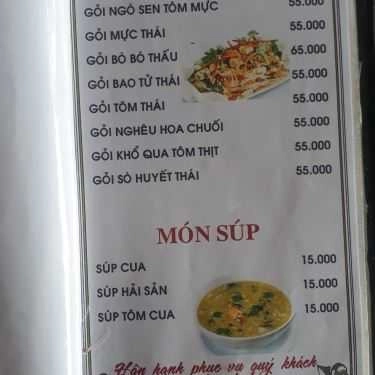 GỎI NGÓ SEN TÔM MỰC 55.000
GỎI MỰC THÁI 55.000
GỎI BÒ BÓ THẤU 65.000
GỎI BAO TỬ THÁI 55.000
GỎI TÔM THÁI 55.000
GỎI NGHÊU HOA CHUỐI 55.000
GỎI KHỔ QUA TÔM THỊT 55.000
GỎI SÒ HUYẾT THÁI 55.000
MÓN SÚP
SÚP CUA 15.000
SÚP HẢI SẢN 15.000
SÚP TÔM CUA 15.000
Hân hạnh phục vụ quý khách